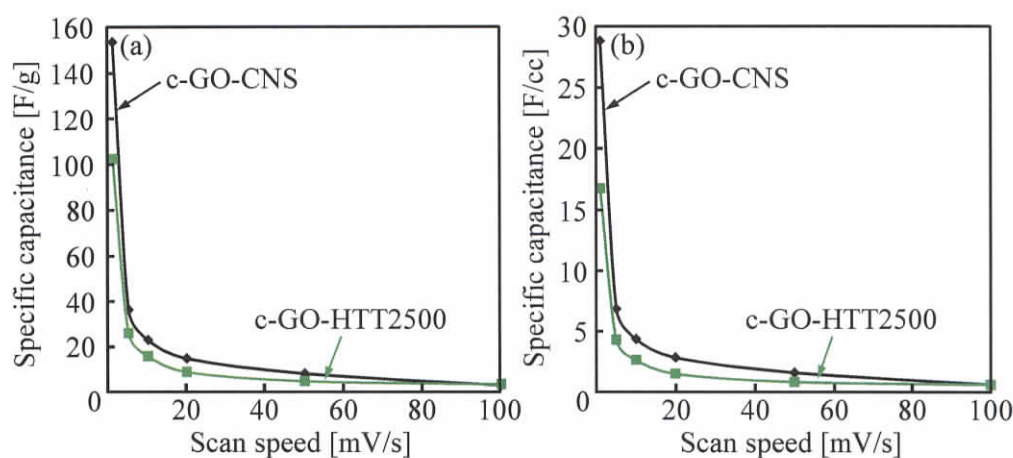 (a)
Specific capacitance [F/g]
160
140
120
100
80
60
40
20
0
c-GO-CNS
c-GO-HTT2500
20
40
60
80
100
Scan speed [mV/s]
(b)
Specific capacitance [F/cc]
30
25
20
15
10
5
0
c-GO-CNS
c-GO-HTT2500
20
40
60
80
100
Scan speed [mV/s]